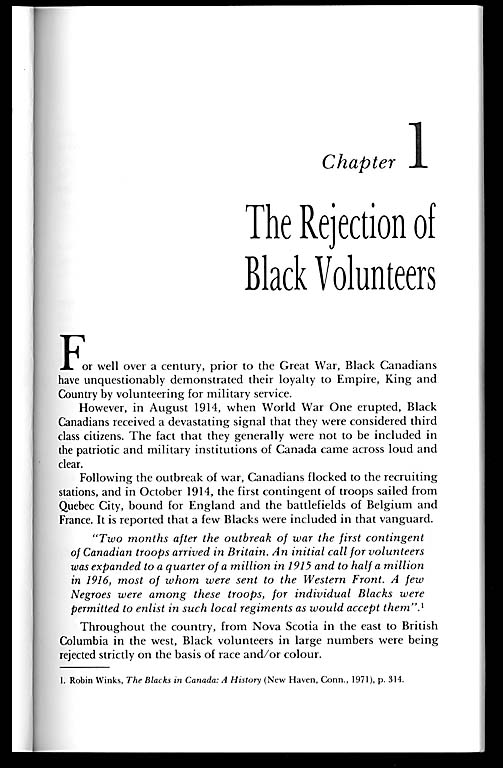 Chapter 1
The Rejection of
Black Volunteers
For well over a century, prior to the Great War, Black Canadians
have unquestionably demonstrated their loyalty to Empire, King and
Country by volunteering for military service.
However, in August 1914, when World War One erupted, Black
Canadians received a devastating signal that they were considered third
class citizens. The fact that they generally were not to be included in
the patriotic and military institutions of Canada came across loud and
clear.
Following the outbreak of war, Canadians flocked to the recruiting
stations, and in October 1914, the first contingent of troops sailed from
Quebec City, bound for England and the battlefields of Belgium and
France. It is reported that a few Blacks were included in that vanguard.
"Two months after the outbreak of war the first contingent
of Canadian troops arrived in Britain. An initial call for volunteers
was expanded to a quarter of a million in 1915 and to half a million
in 1916, most of whom were sent to the Western Front. A few
Negroes were among these troops, for individual Blacks were
permitted to enlist in such local regiments as would accept them".¹
Throughout the country, from Nova Scotia in the east to British
Columbia in the west, Black volunteers in large numbers were being
rejected strictly on the basis of race and/or colour.
1. Robin Winks, The Blacks in Canada: A History (New Haven, Conn., 1971), p. 314.